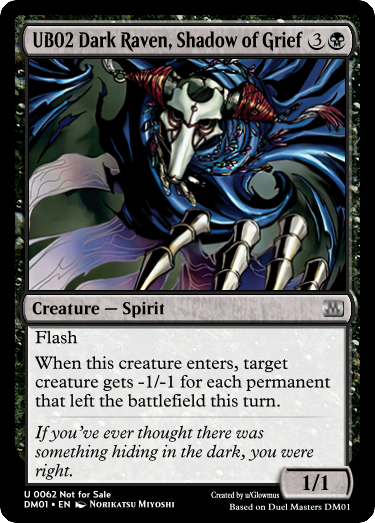 UB02 Dark Raven, Shadow of Grief 3
Creature — Spirit
Flash
When this creature enters, target
creature gets -1/-1 for each permanent
that left the battlefield this turn.
If you've ever thought there was
something hiding in the dark, you were
right.
1/1
U 0062 Not for Sale
DM01 • EN NORIKATSU MIYOSHI
Created by u/Glowmus
Based on Duel Masters DM01